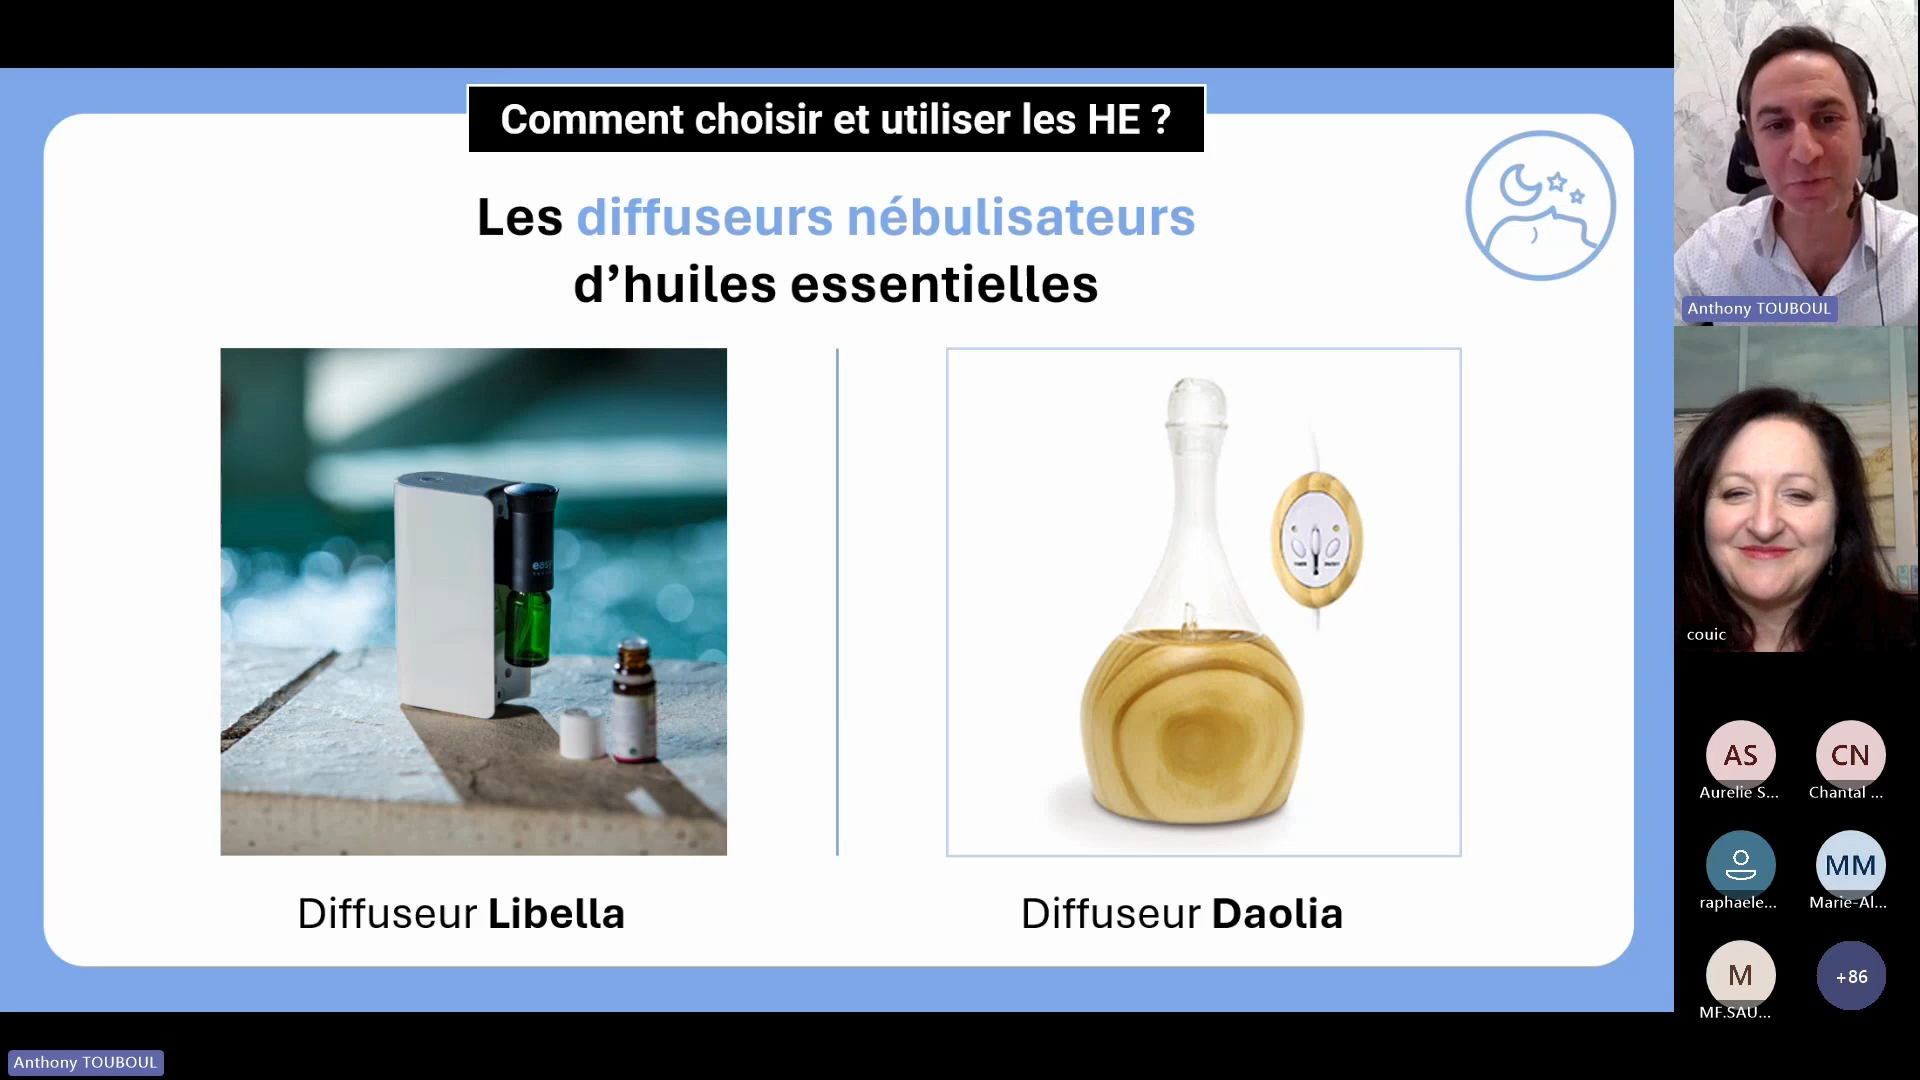 Comment choisir et utiliser les HE ?
Les diffuseurs nébulisateurs
d’huiles essentielles
easy
Diffuseur Libella
Diffuseur Daolia
Anthony TOUBOUL
couic
AS
Aurelie S...
CN
Chantal ...
raphaele...
MM
Marie-Al...
M
MF.SAU...
+86
Anthony TOUBOUL